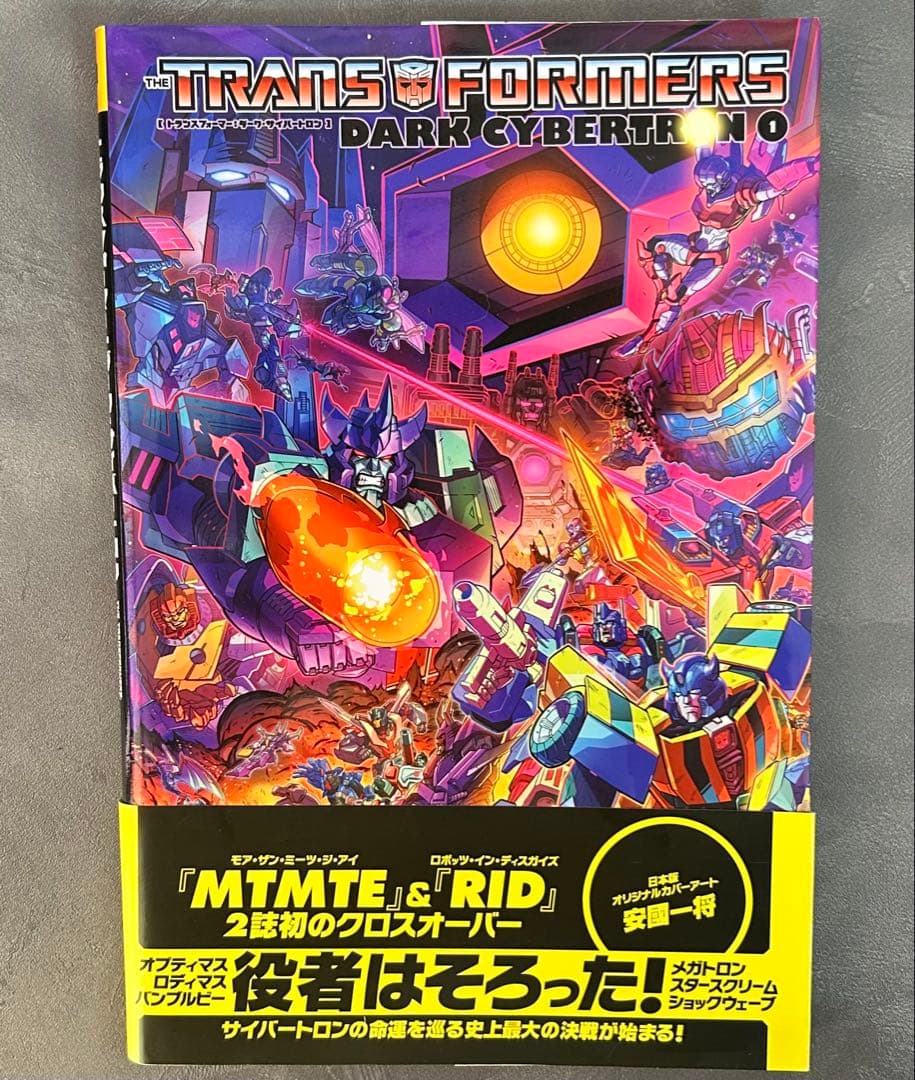 THE TRANSFORMERS
[トランスフォーマー:ダーク・サイバートロン]
DARK CYBERTRON 0
モア・ザン・ミーツ・ジ・アイ
ロボッツ・イン・ディスガイズ
『MTMTE』&『RID』
2誌初のクロスオーバー
日本版
オリジナルカバーアート
安國一将
オプティマス
ロディマス
バンブルビー
役者はそろった!
メガトロン
スタースクリーム
ショックウェーブ
サイバートロンの命運を巡る史上最大の決戦が始まる!